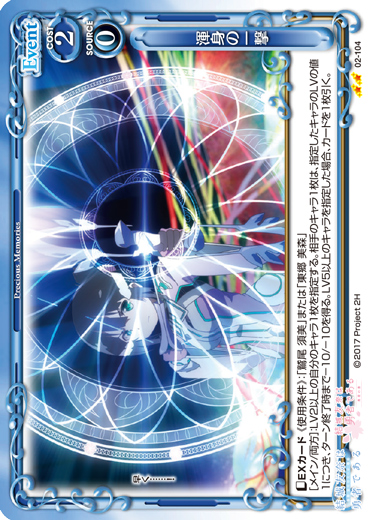 Event
COST
2
SOURCE
0
渾身の一撃
Precious Memories
早く━━━!
■EXカード《使用条件》:「鷲尾 須美」または「東郷 美森」
[メイン/両方]:LV2以上の自分のキャラ1枚を指定する。相手のキャラ1枚は、指定したキャラのLVの値
1につき、ターン終了時まで-10/-10を得る。LV5以上のキャラを指定した場合、カードを1枚引く。
©2017 Project 2H
02-104